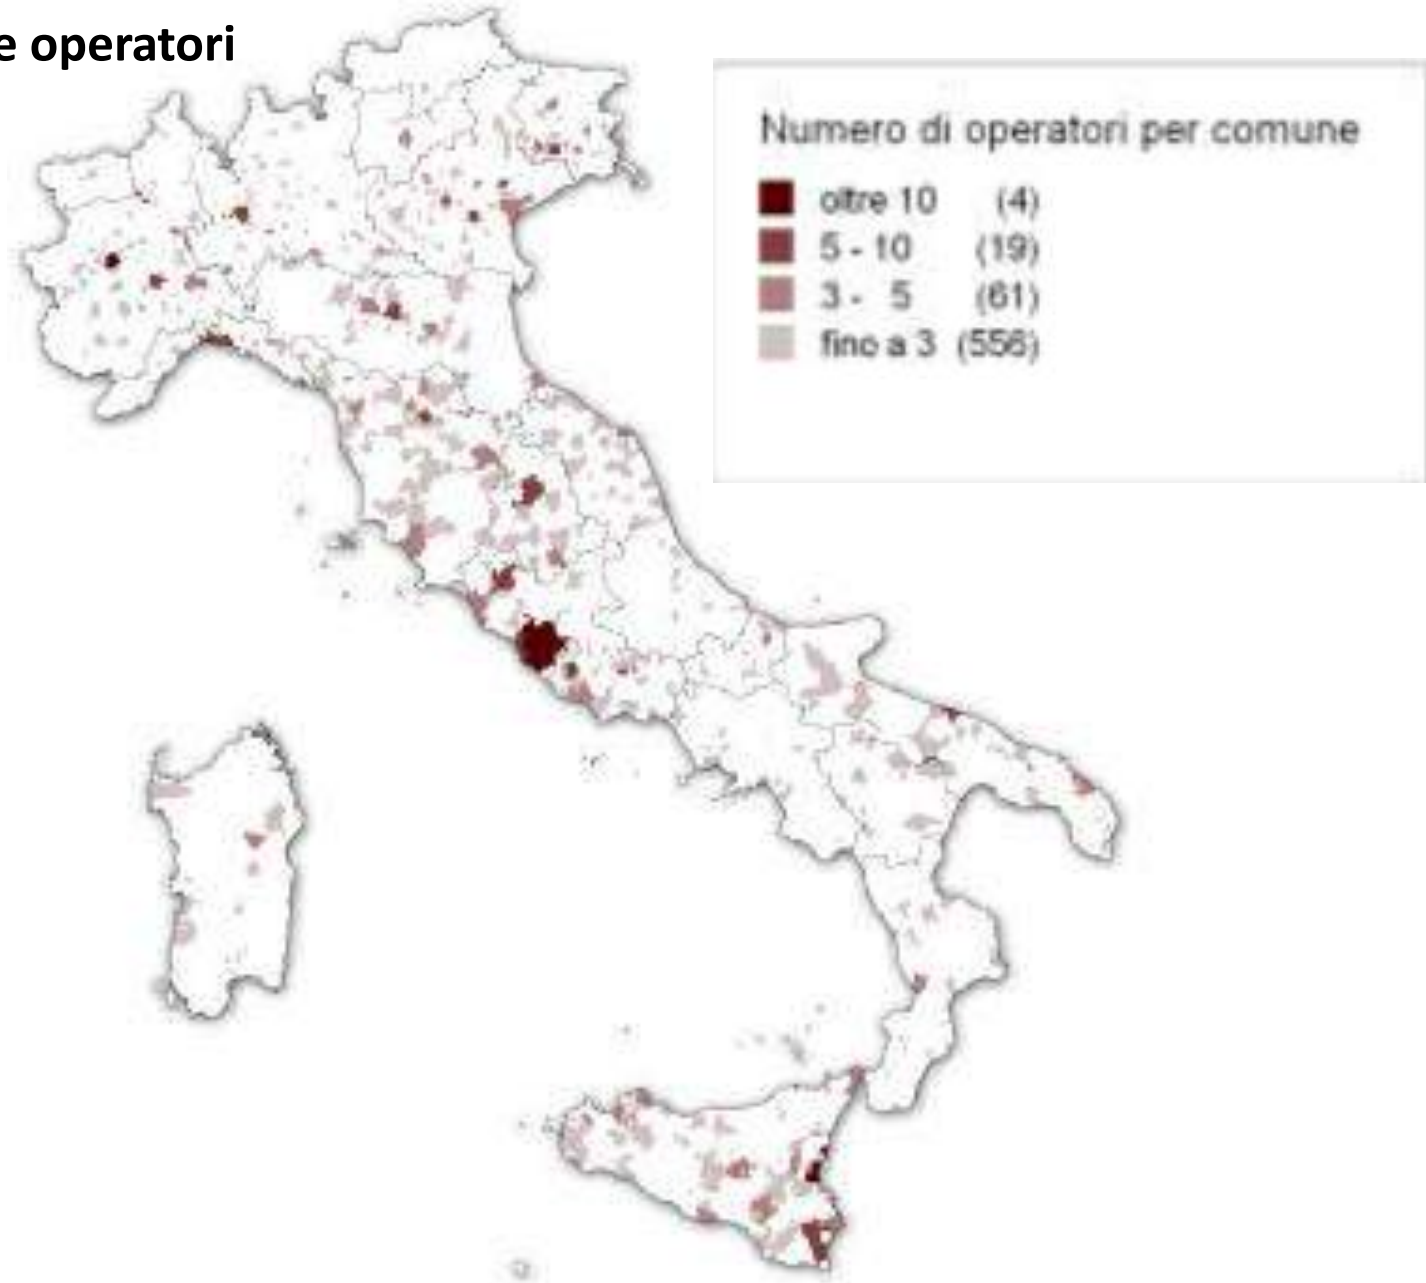 e operatori
Numero di operatori per comune
oltre 10 (4)
5 - 10 (19)
3 - 5 (61)
fino a 3 (556)